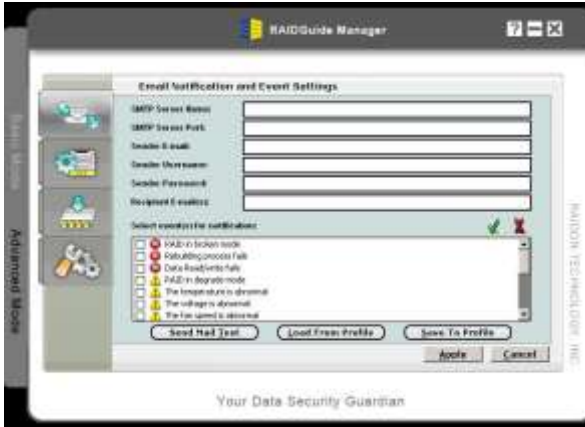 RAIDGuide Manager
Basic Mode
Advanced Mode
Email Notification and Event Settings
SMTP Server Name:
SMTP Server Port:
Sender E-mail:
Sender Username:
Sender Password:
Recipient E-mail(s):
Select event(s) for notifications:
RAID in broken mode
Rebuilding process fails
Data Read/write fails
RAID in degrade mode
The temperature is abnormal
The voltage is abnormal
The fan speed is abnormal
Send Mail Test
Load From Profile
Save To Profile
Apply
Cancel
Your Data Security Guardian
RAIDON TECHNOLOGY INC